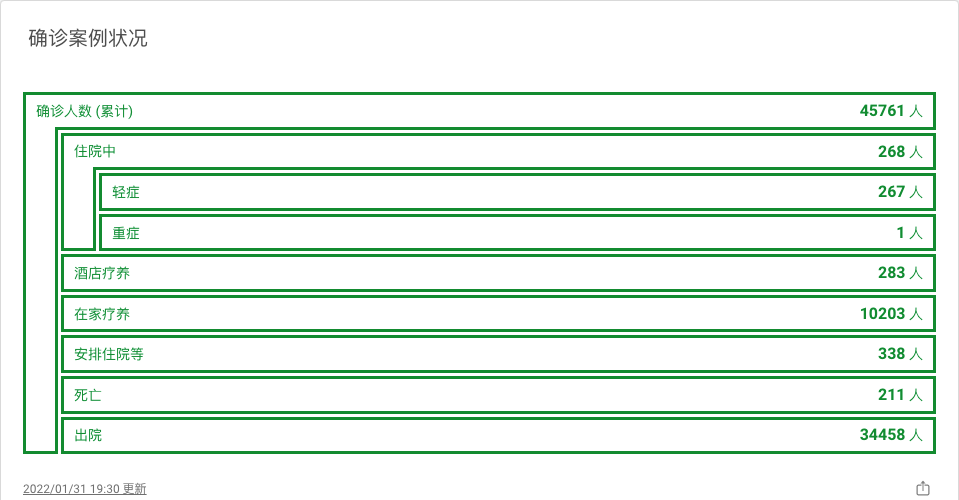 确诊案例状况
确诊人数 (累计) 45761 人
住院中 268 人
轻症 267 人
重症 1 人
酒店疗养 283 人
在家疗养 10203 人
安排住院等 338 人
死亡 211 人
出院 34458 人
2022/01/31 19:30 更新